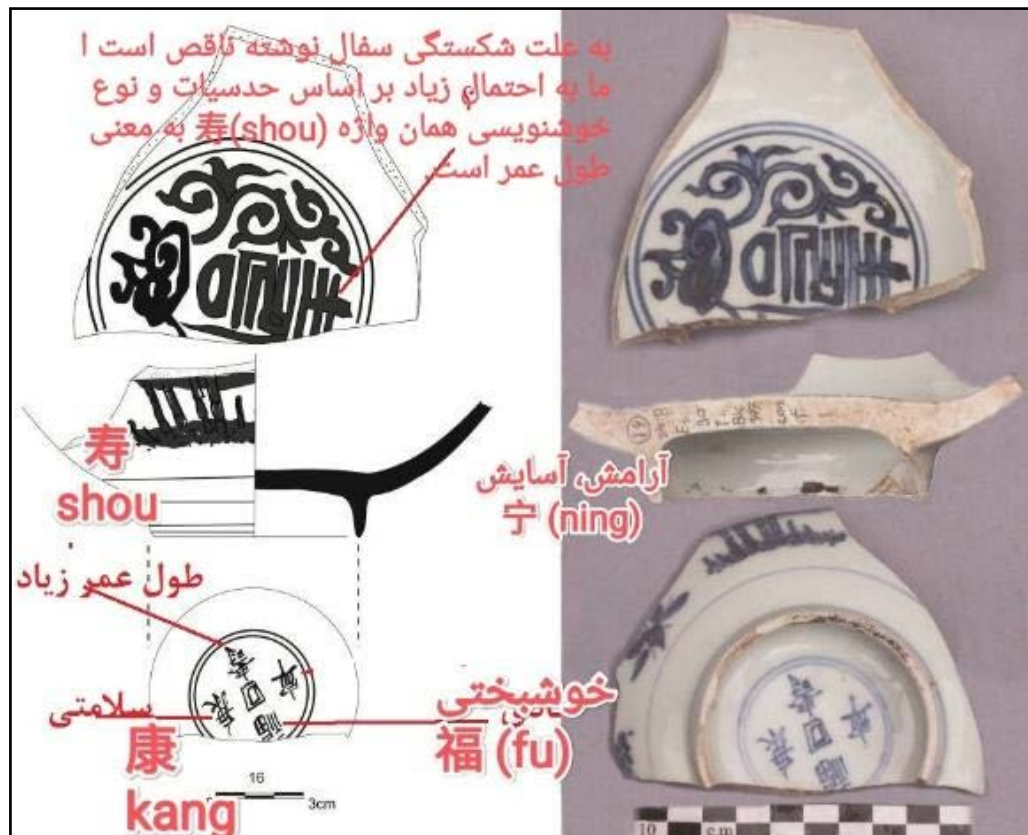 به علت شکستگی سفال نوشته ناقص است ا
ما به احتمال زیاد بر اساس حدسیات و نوع
خوشنویسی همان واژه 寿(shou) به معنی
طول عمر است.
寿
shou
آرامش، آسایش
宁 (ning)
طول عمر زیاد
خوشبختی
سلامتی
福 (fu)
康
kang
16
3cm
10 c.m